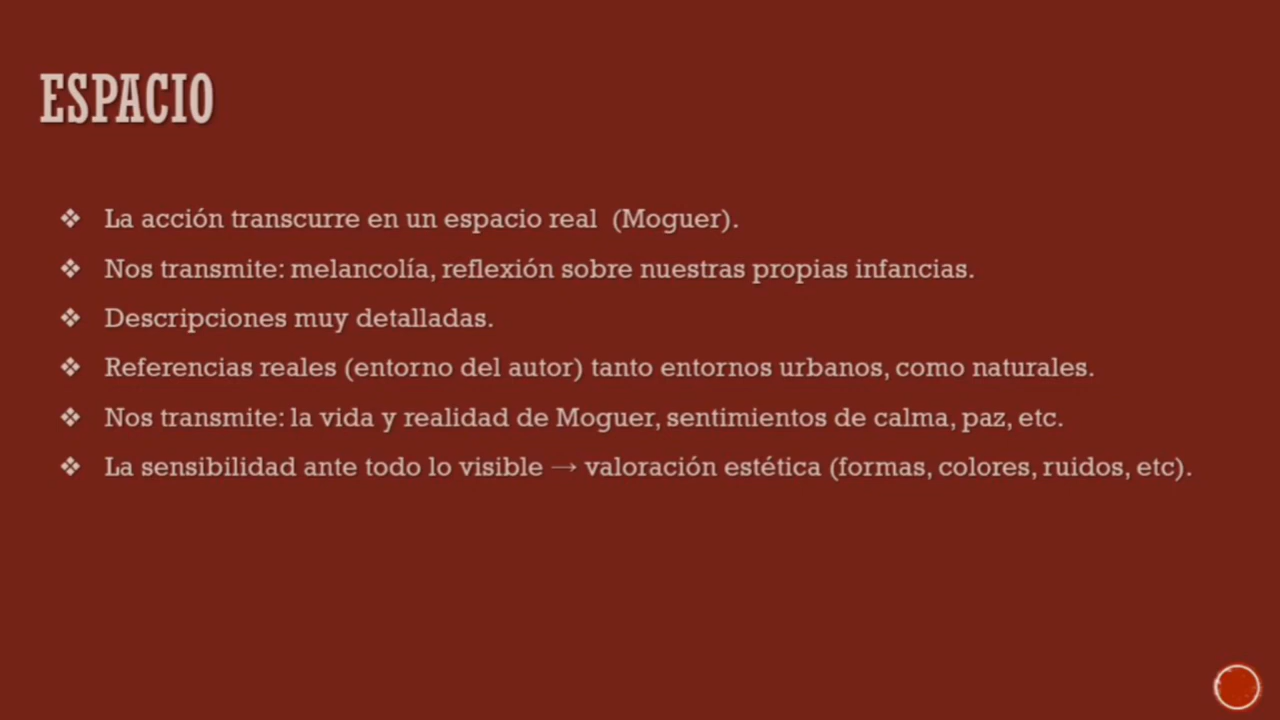 ESPACIO
❖ La acción transcurre en un espacio real (Moguer).
❖ Nos transmite: melancolía, reflexión sobre nuestras propias infancias.
❖ Descripciones muy detalladas.
❖ Referencias reales (entorno del autor) tanto entornos urbanos, como naturales.
❖ Nos transmite: la vida y realidad de Moguer, sentimientos de calma, paz, etc.
❖ La sensibilidad ante todo lo visible → valoración estética (formas, colores, ruidos, etc).